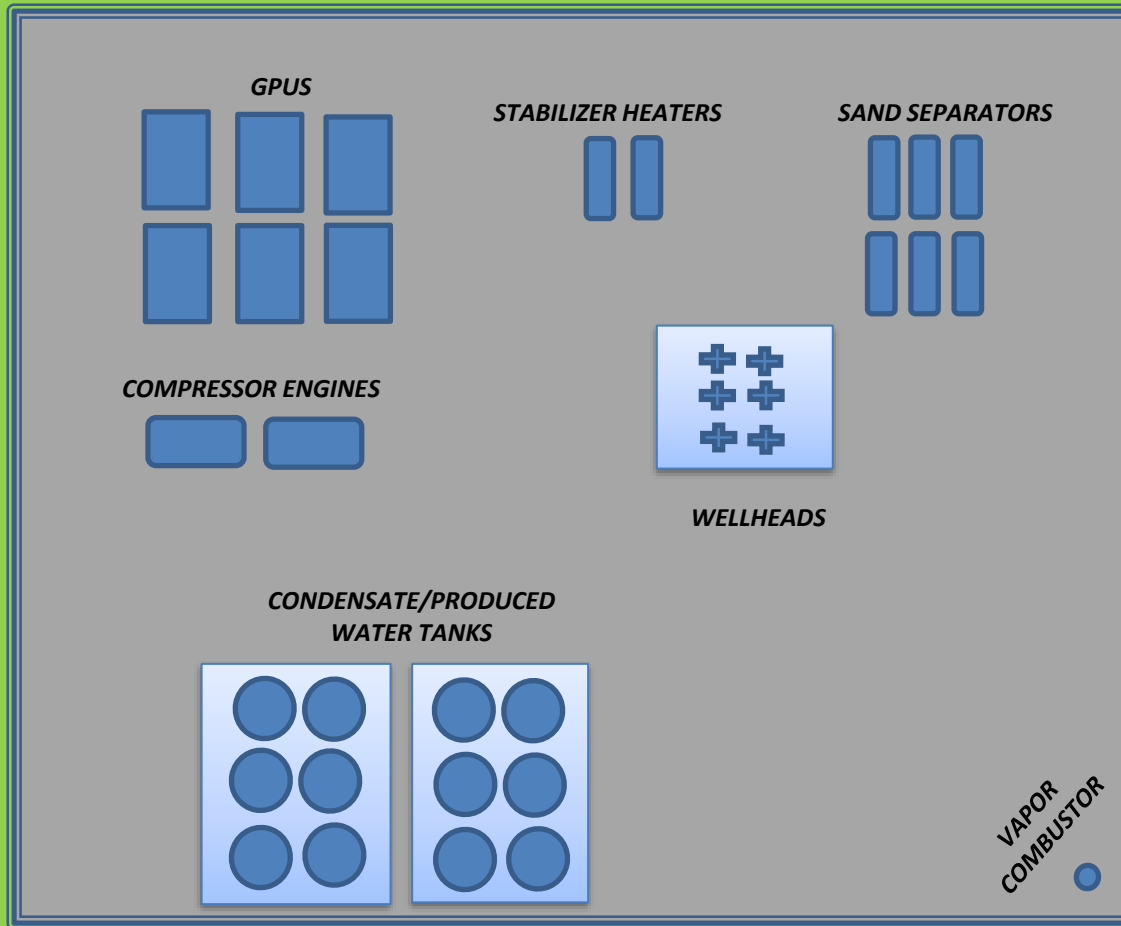 GPUS
STABILIZER HEATERS
SAND SEPARATORS
COMPRESSOR ENGINES
WELLHEADS
CONDENSATE/PRODUCED
WATER TANKS
VAPOR
COMBUSTOR